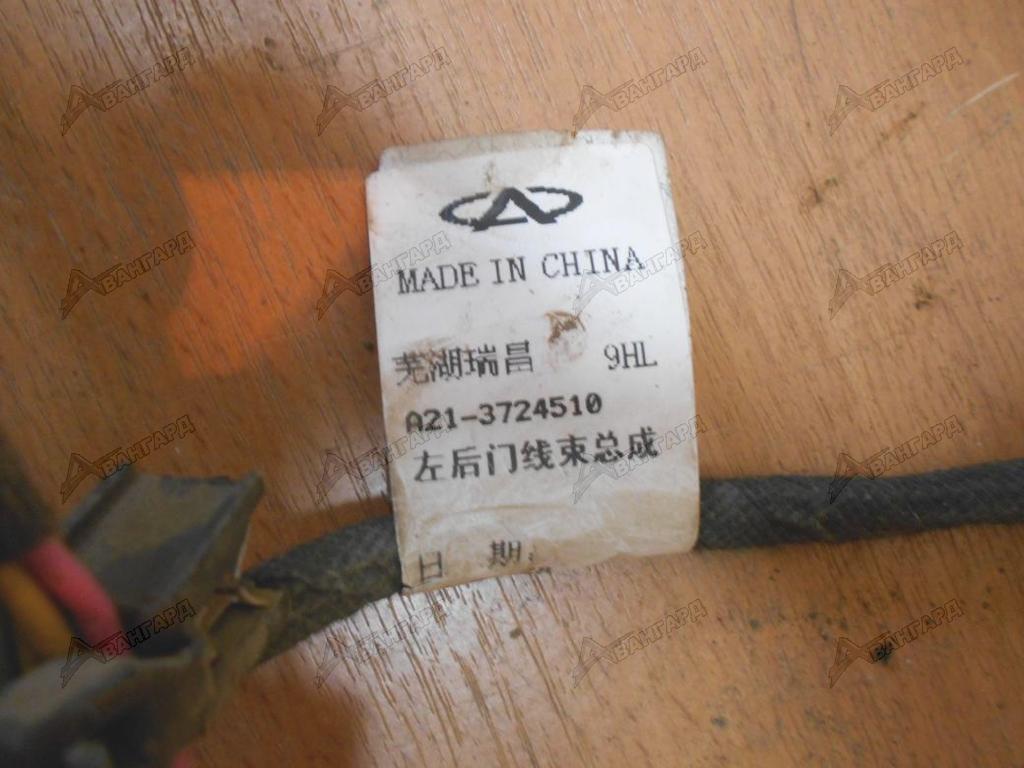 MADE IN CHINA
芜湖瑞昌 9HL
A21-3724510
左后门线束总成
日 期:
АВАНГАРД